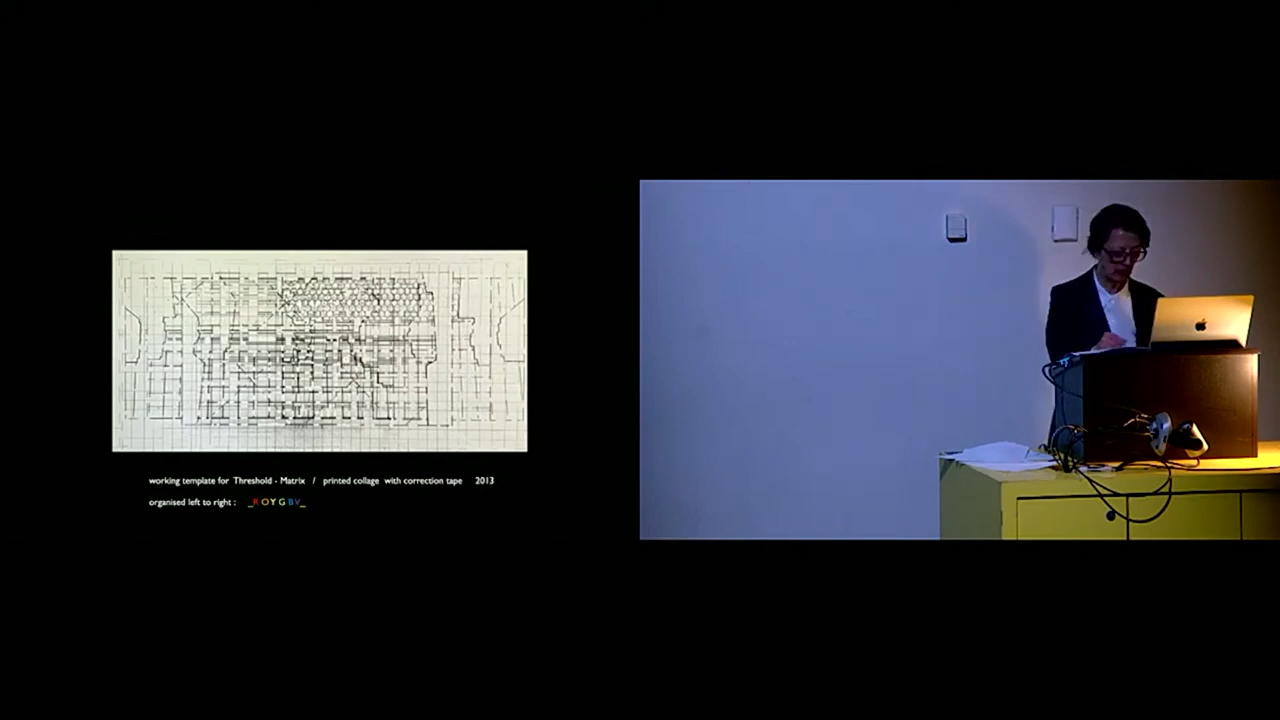 working template for Threshold - Matrix / printed collage with correction tape 2013
organised left to right : _R O Y G B V_